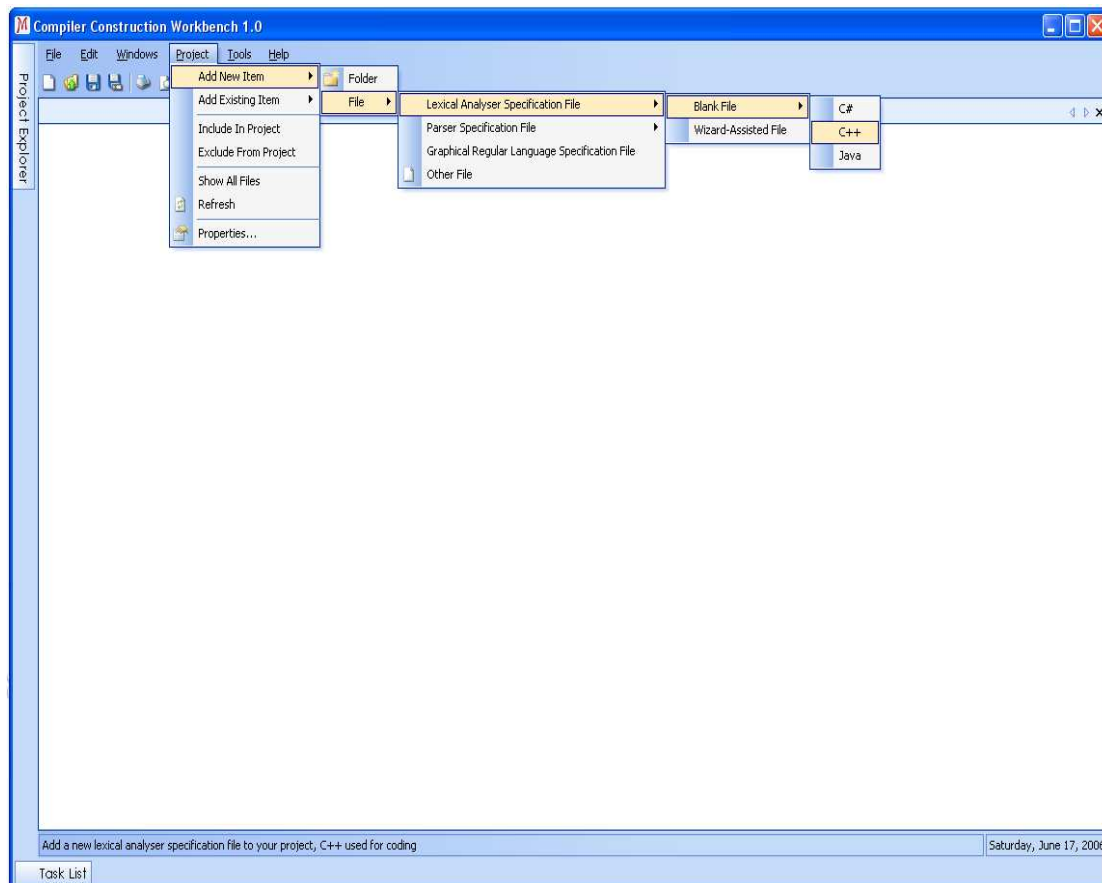 Compiler Construction Workbench 1.0
File Edit Windows Project Tools Help
Project Explorer
Add New Item
Add Existing Item
Include In Project
Exclude From Project
Show All Files
Refresh
Properties...
Folder
File
Lexical Analyser Specification File
Parser Specification File
Graphical Regular Language Specification File
Other File
Blank File
Wizard-Assisted File
C#
C++
Java
Add a new lexical analyser specification file to your project, C++ used for coding
Saturday, June 17, 2006
Task List